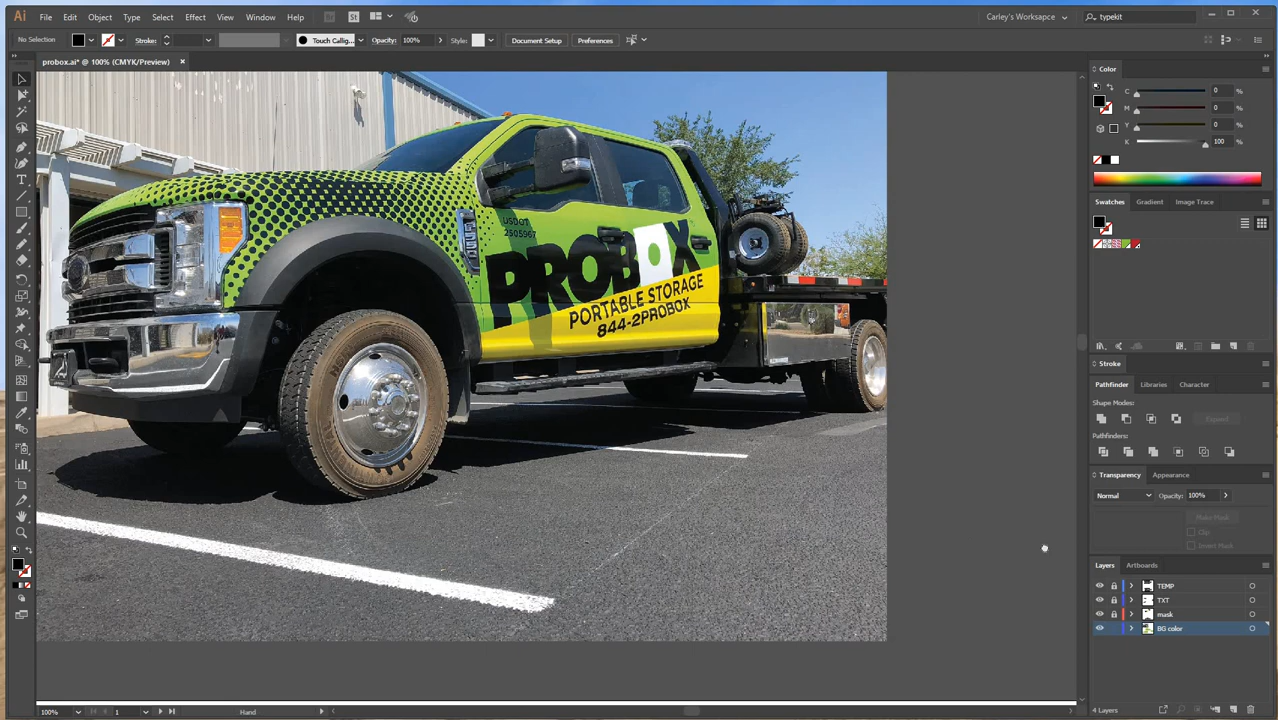 Ai File Edit Object Type Select Effect View Window Help Br St Carley's Worksapce typekit
No Selection Stroke: Touch Callig... Opacity: 100% Style: Document Setup Preferences
probox.ai* @ 100% (CMYK/Preview) ×
USDOT
2505967
PROBOX
PORTABLE STORAGE
844-2PROBOX
Color
C 0 %
M 0 %
Y 0 %
K 100 %
Swatches Gradient Image Trace
Stroke
Pathfinder Libraries Character
Shape Modes:
Expand
Pathfinders:
Transparency Appearance
Normal Opacity: 100%
Make Mask
Clip
Invert Mask
Layers Artboards
TEMP
TXT
mask
BG color
4 Layers
100% 1 Hand